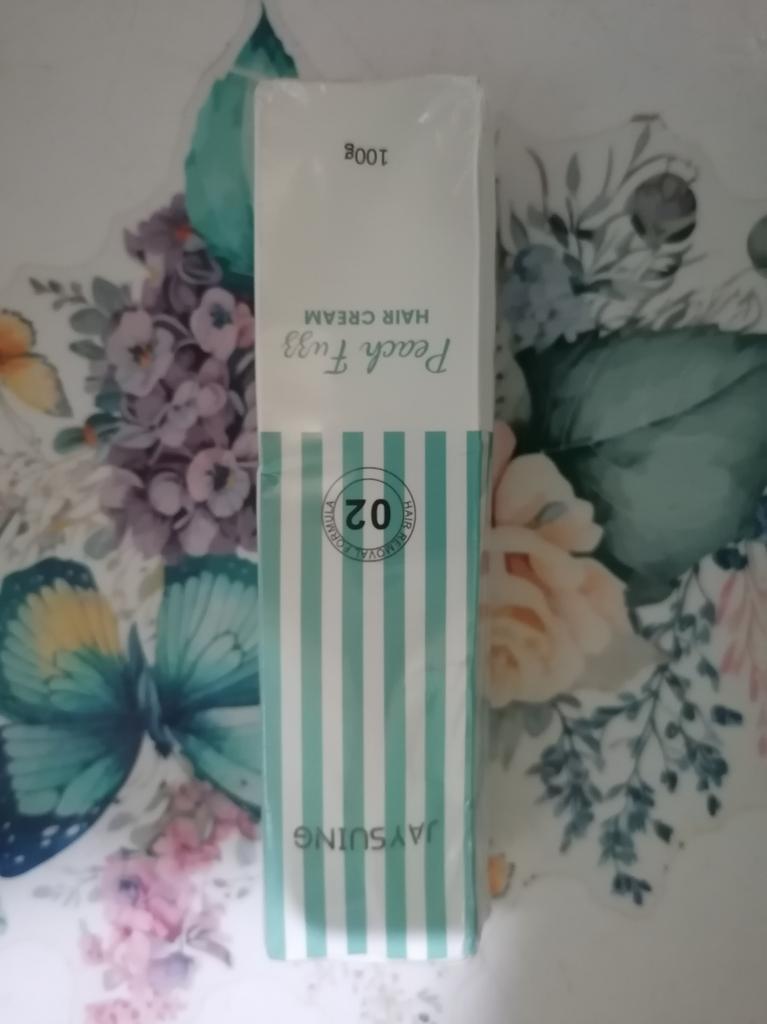 JAYSUING
HAIR REMOVAL FORMULA
02
Peach Fuzz
HAIR CREAM
100g